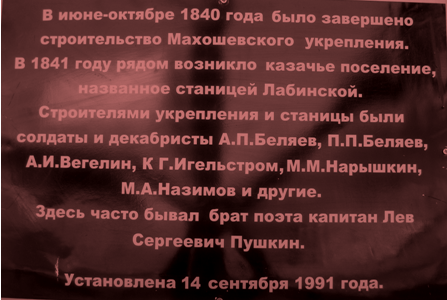 В июне-октябре 1840 года было завершено
строительство Махошевского укрепления.
В 1841 году рядом возникло казачье поселение,
названное станицей Лабинской.
Строителями укрепления и станицы были
солдаты и декабристы А.П.Беляев, П.П.Беляев,
А.И.Вегелин, К Г.Игельстром, М.М.Нарышкин,
М.А.Назимов и другие.
Здесь часто бывал брат поэта капитан Лев
Сергеевич Пушкин.
Установлена 14 сентября 1991 года.